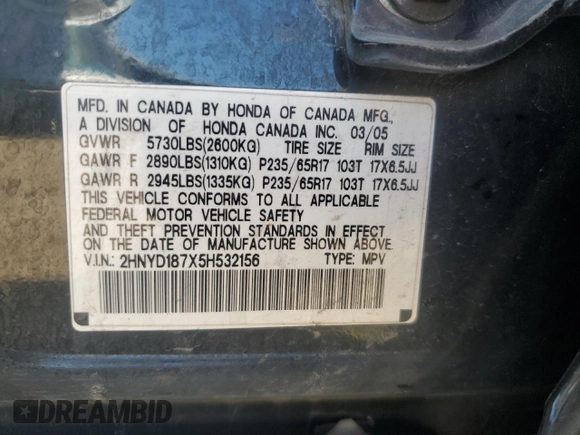 MFD. IN CANADA BY HONDA OF CANADA MFG.,
A DIVISION OF HONDA CANADA INC. 03/05
GVWR 5730LBS(2600KG) TIRE SIZE RIM SIZE
GAWR F 2890LBS(1310KG) P235/65R17 103T 17X6.5JJ
GAWR R 2945LBS(1335KG) P235/65R17 103T 17X6.5JJ
THIS VEHICLE CONFORMS TO ALL APPLICABLE
FEDERAL MOTOR VEHICLE SAFETY
AND THEFT PREVENTION STANDARDS IN EFFECT
ON THE DATE OF MANUFACTURE SHOWN ABOVE.
V.I.N.: 2HNYD187X5H532156 TYPE: MPV
DREAMBID